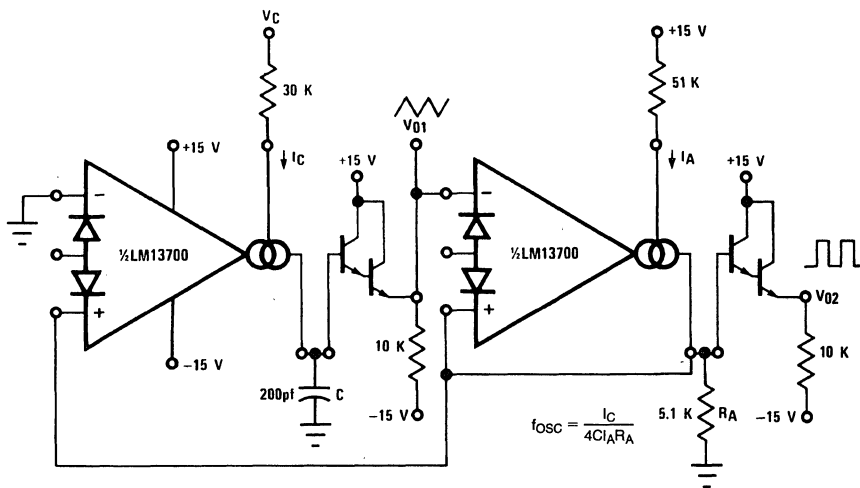 VC
+15 V
30 K
51 K
V01
+15 V
IC
+15 V
IA
+15 V
−
½LM13700
+
−
½LM13700
+
V02
−15 V
10 K
10 K
200pf
C
−15 V
fOSC = IC / 4CIARA
5.1 K
RA
−15 V